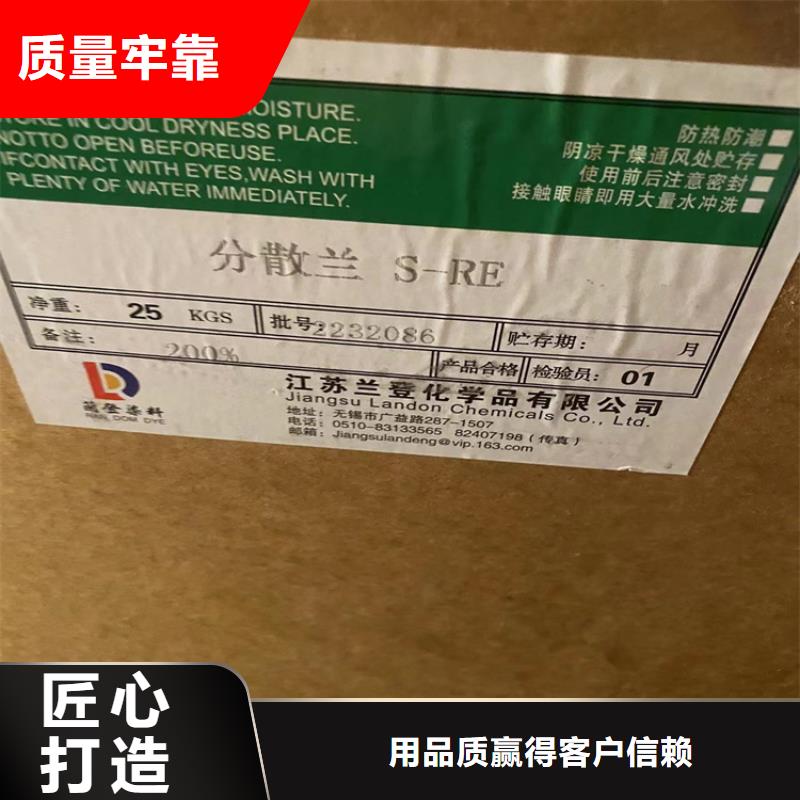 质量牢靠
OISTURE.
IN COOL DRYNESS PLACE.
NOTTO OPEN BEFOREUSE.
IFCONTACT WITH EYES,WASH WITH
PLENTY OF WATER IMMEDIATELY.
防热防潮
阴凉干燥通风处贮存
使用前后注意密封
接触眼睛即用大量水冲洗
分散兰 S-RE
净重: 25 KGS 批号: 2232086 贮存期: 月
备注: 200% 产品合格 检验员: 01
江苏兰登化学品有限公司
Jiangsu Landon Chemicals Co., Ltd.
地址: 无锡市广益路287-1507
电话: 0510-83133565 82407198 (传真)
邮箱: Jiangsulandeng@vip.163.com
DYE
匠心
打造
用品质赢得客户信赖